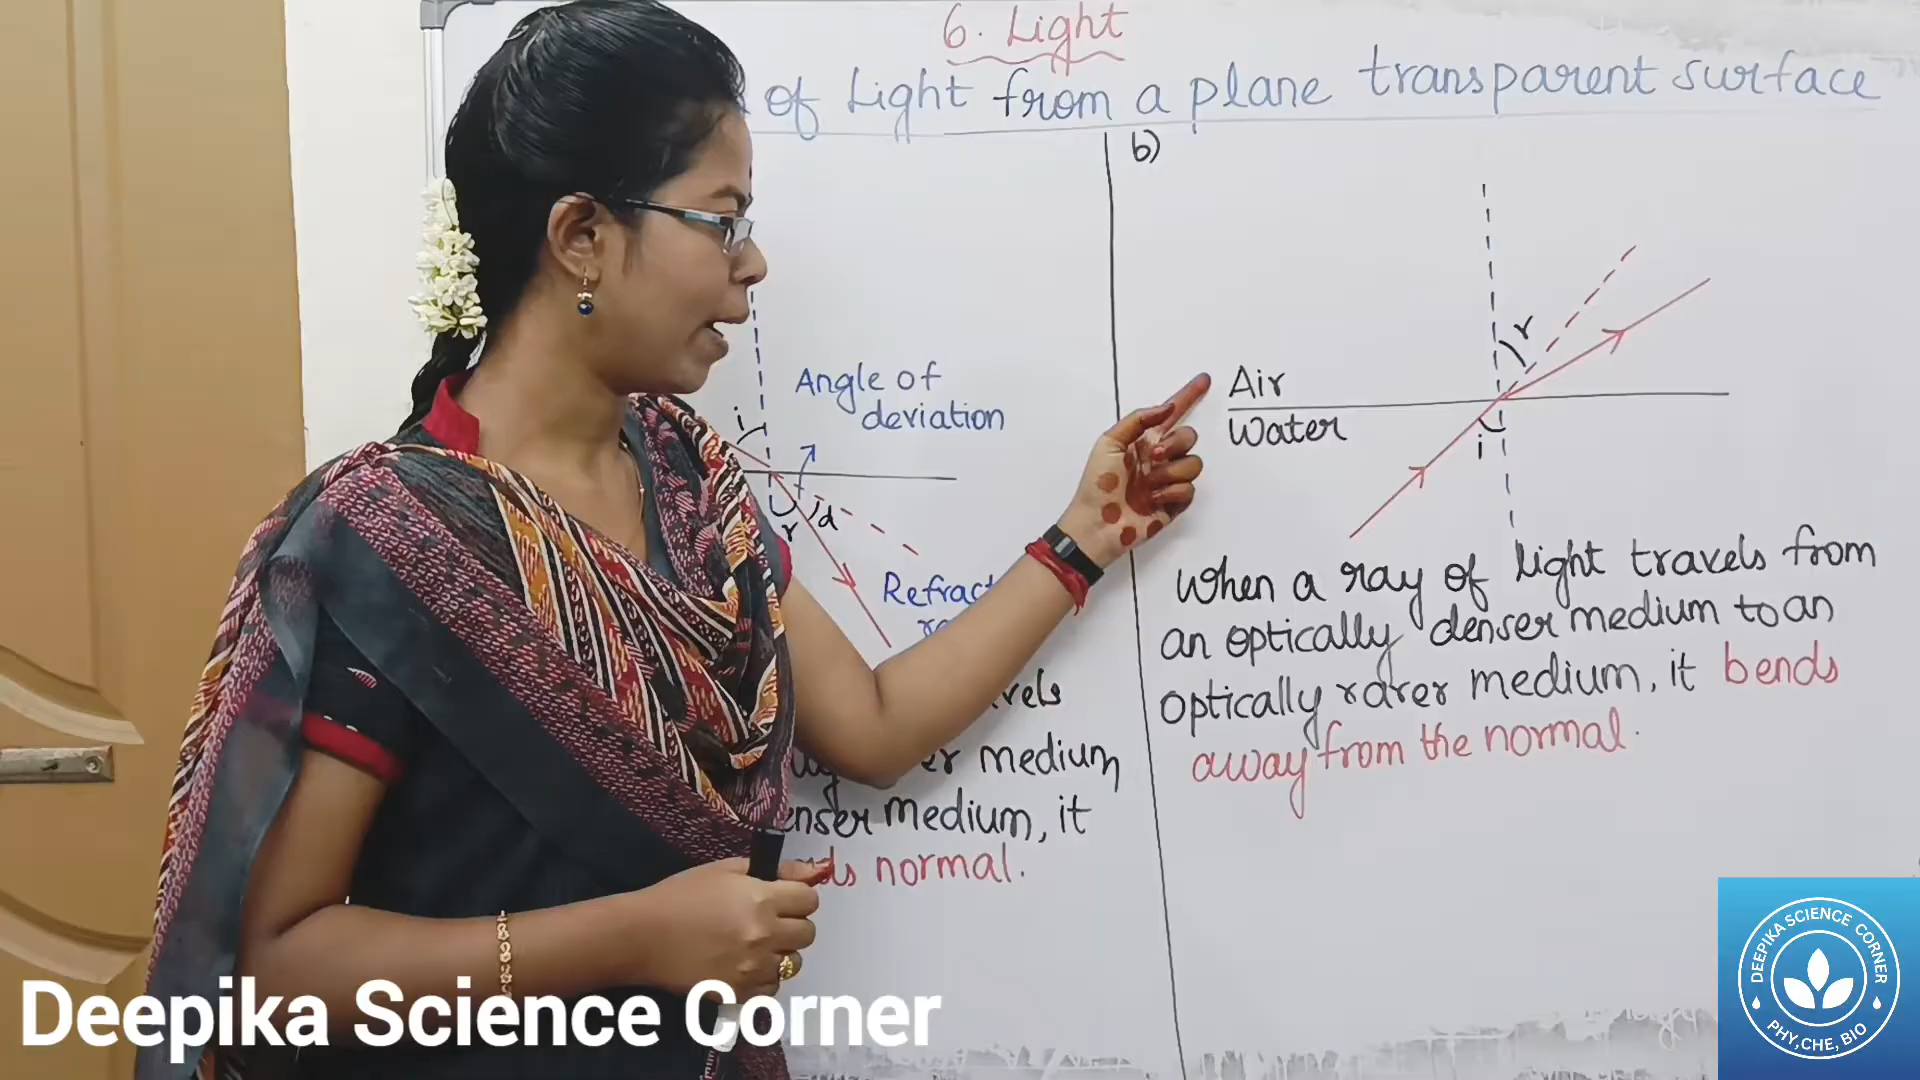 6. Light
of Light from a plane transparent surface
b)
Angle of
deviation
i
r
d
r
i
Air
Water
medium
medium, it
normal.
When a ray of light travels from
an optically denser medium to an
optically rarer medium, it bends
away from the normal.
Deepika Science Corner
DEEPIKA SCIENCE CORNER
PHY,CHE, BIO